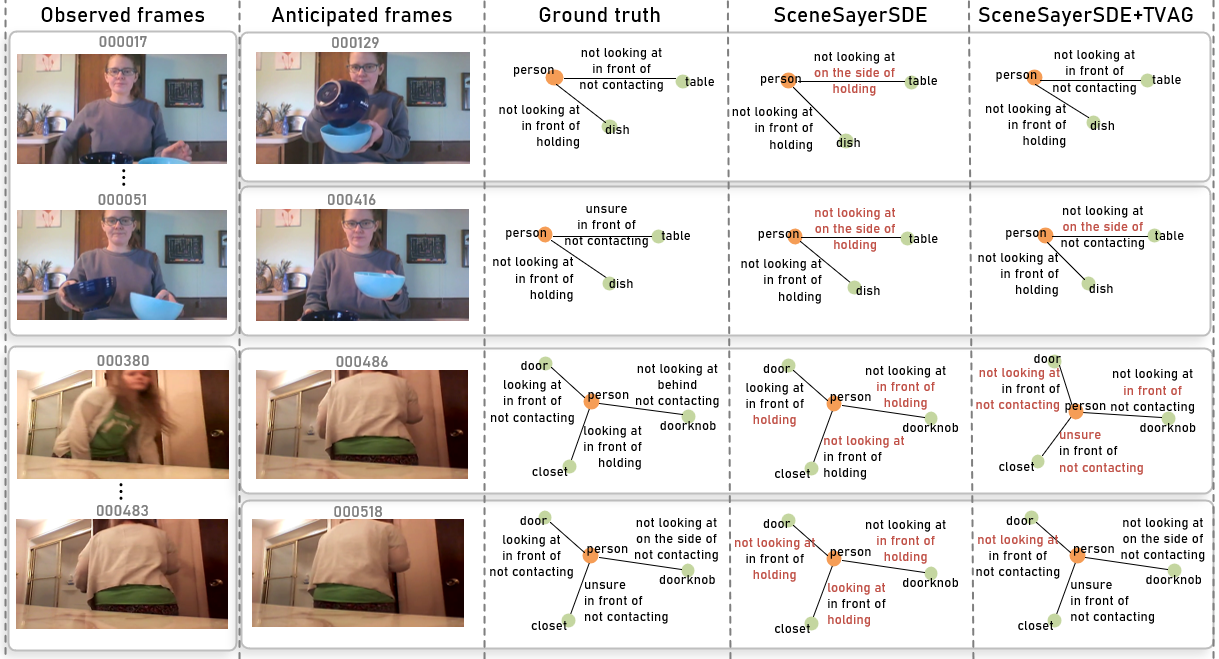 Observed frames
Anticipated frames
Ground truth
SceneSayerSDE
SceneSayerSDE+TVAG
000017
000051
000129
not looking at
in front of
not contacting
person
table
not looking at
in front of
holding
dish
not looking at
on the side of
holding
person
table
not looking at
in front of
holding
dish
not looking at
in front of
not contacting
person
table
not looking at
in front of
holding
dish
000416
unsure
in front of
not contacting
person
table
not looking at
in front of
holding
dish
not looking at
on the side of
holding
person
table
not looking at
in front of
holding
dish
not looking at
on the side of
not contacting
person
table
not looking at
in front of
holding
dish
000380
000483
000486
door
looking at
in front of
not contacting
person
not looking at
behind
not contacting
doorknob
looking at
in front of
holding
closet
door
looking at
in front of
holding
person
not looking at
in front of
holding
doorknob
not looking at
in front of
holding
closet
door
not looking at
in front of
not contacting
person
not looking at
in front of
not contacting
doorknob
unsure
in front of
not contacting
closet
000518
door
looking at
in front of
not contacting
person
not looking at
on the side of
not contacting
doorknob
unsure
in front of
not contacting
closet
door
not looking at
in front of
holding
person
not looking at
in front of
holding
doorknob
looking at
in front of
holding
closet
door
not looking at
in front of
not contacting
person
not looking at
on the side of
not contacting
doorknob
unsure
in front of
not contacting
closet